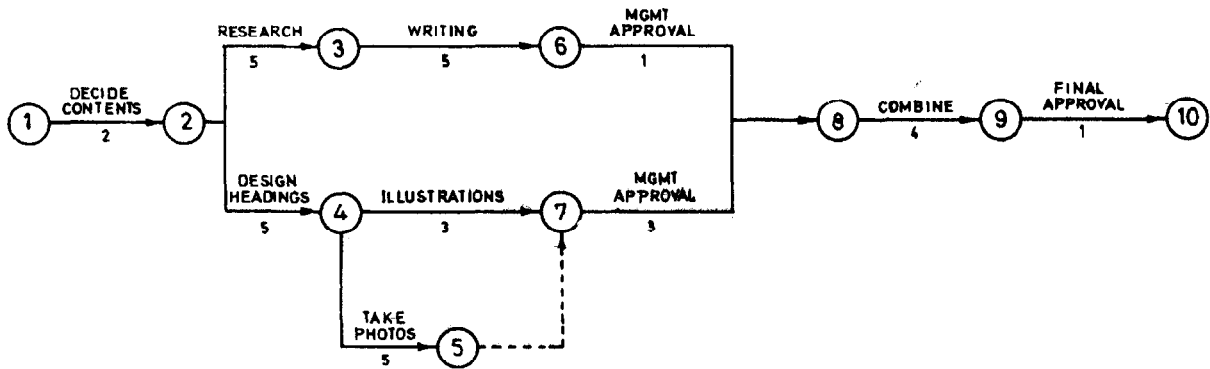 RESEARCH
5
3
WRITING
5
6
MGMT
APPROVAL
1
1
DECIDE
CONTENTS
2
2
8
COMBINE
4
9
FINAL
APPROVAL
1
10
DESIGN
HEADINGS
5
4
ILLUSTRATIONS
3
7
MGMT
APPROVAL
3
TAKE
PHOTOS
5
5